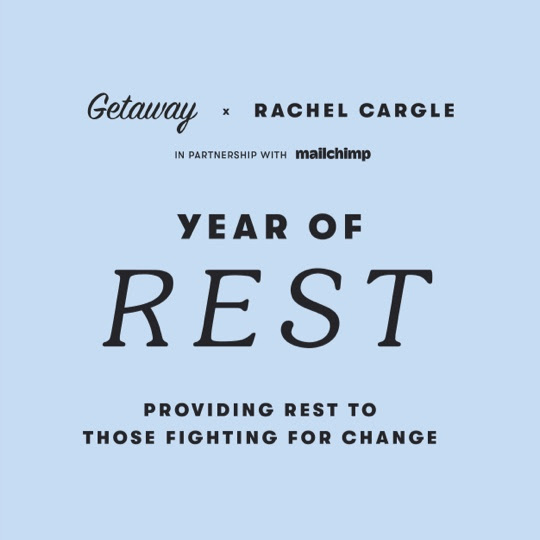 Getaway x RACHEL CARGLE
IN PARTNERSHIP WITH mailchimp
YEAR OF
REST
PROVIDING REST TO
THOSE FIGHTING FOR CHANGE